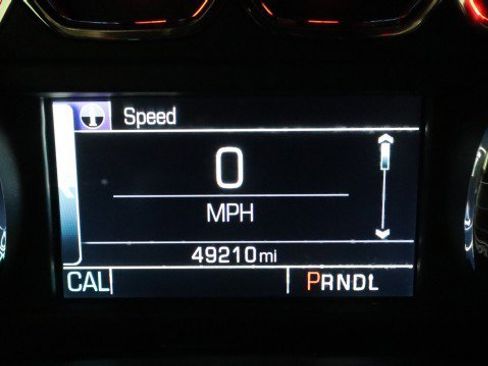 Speed
0
MPH
49210mi
CAL PRNDL